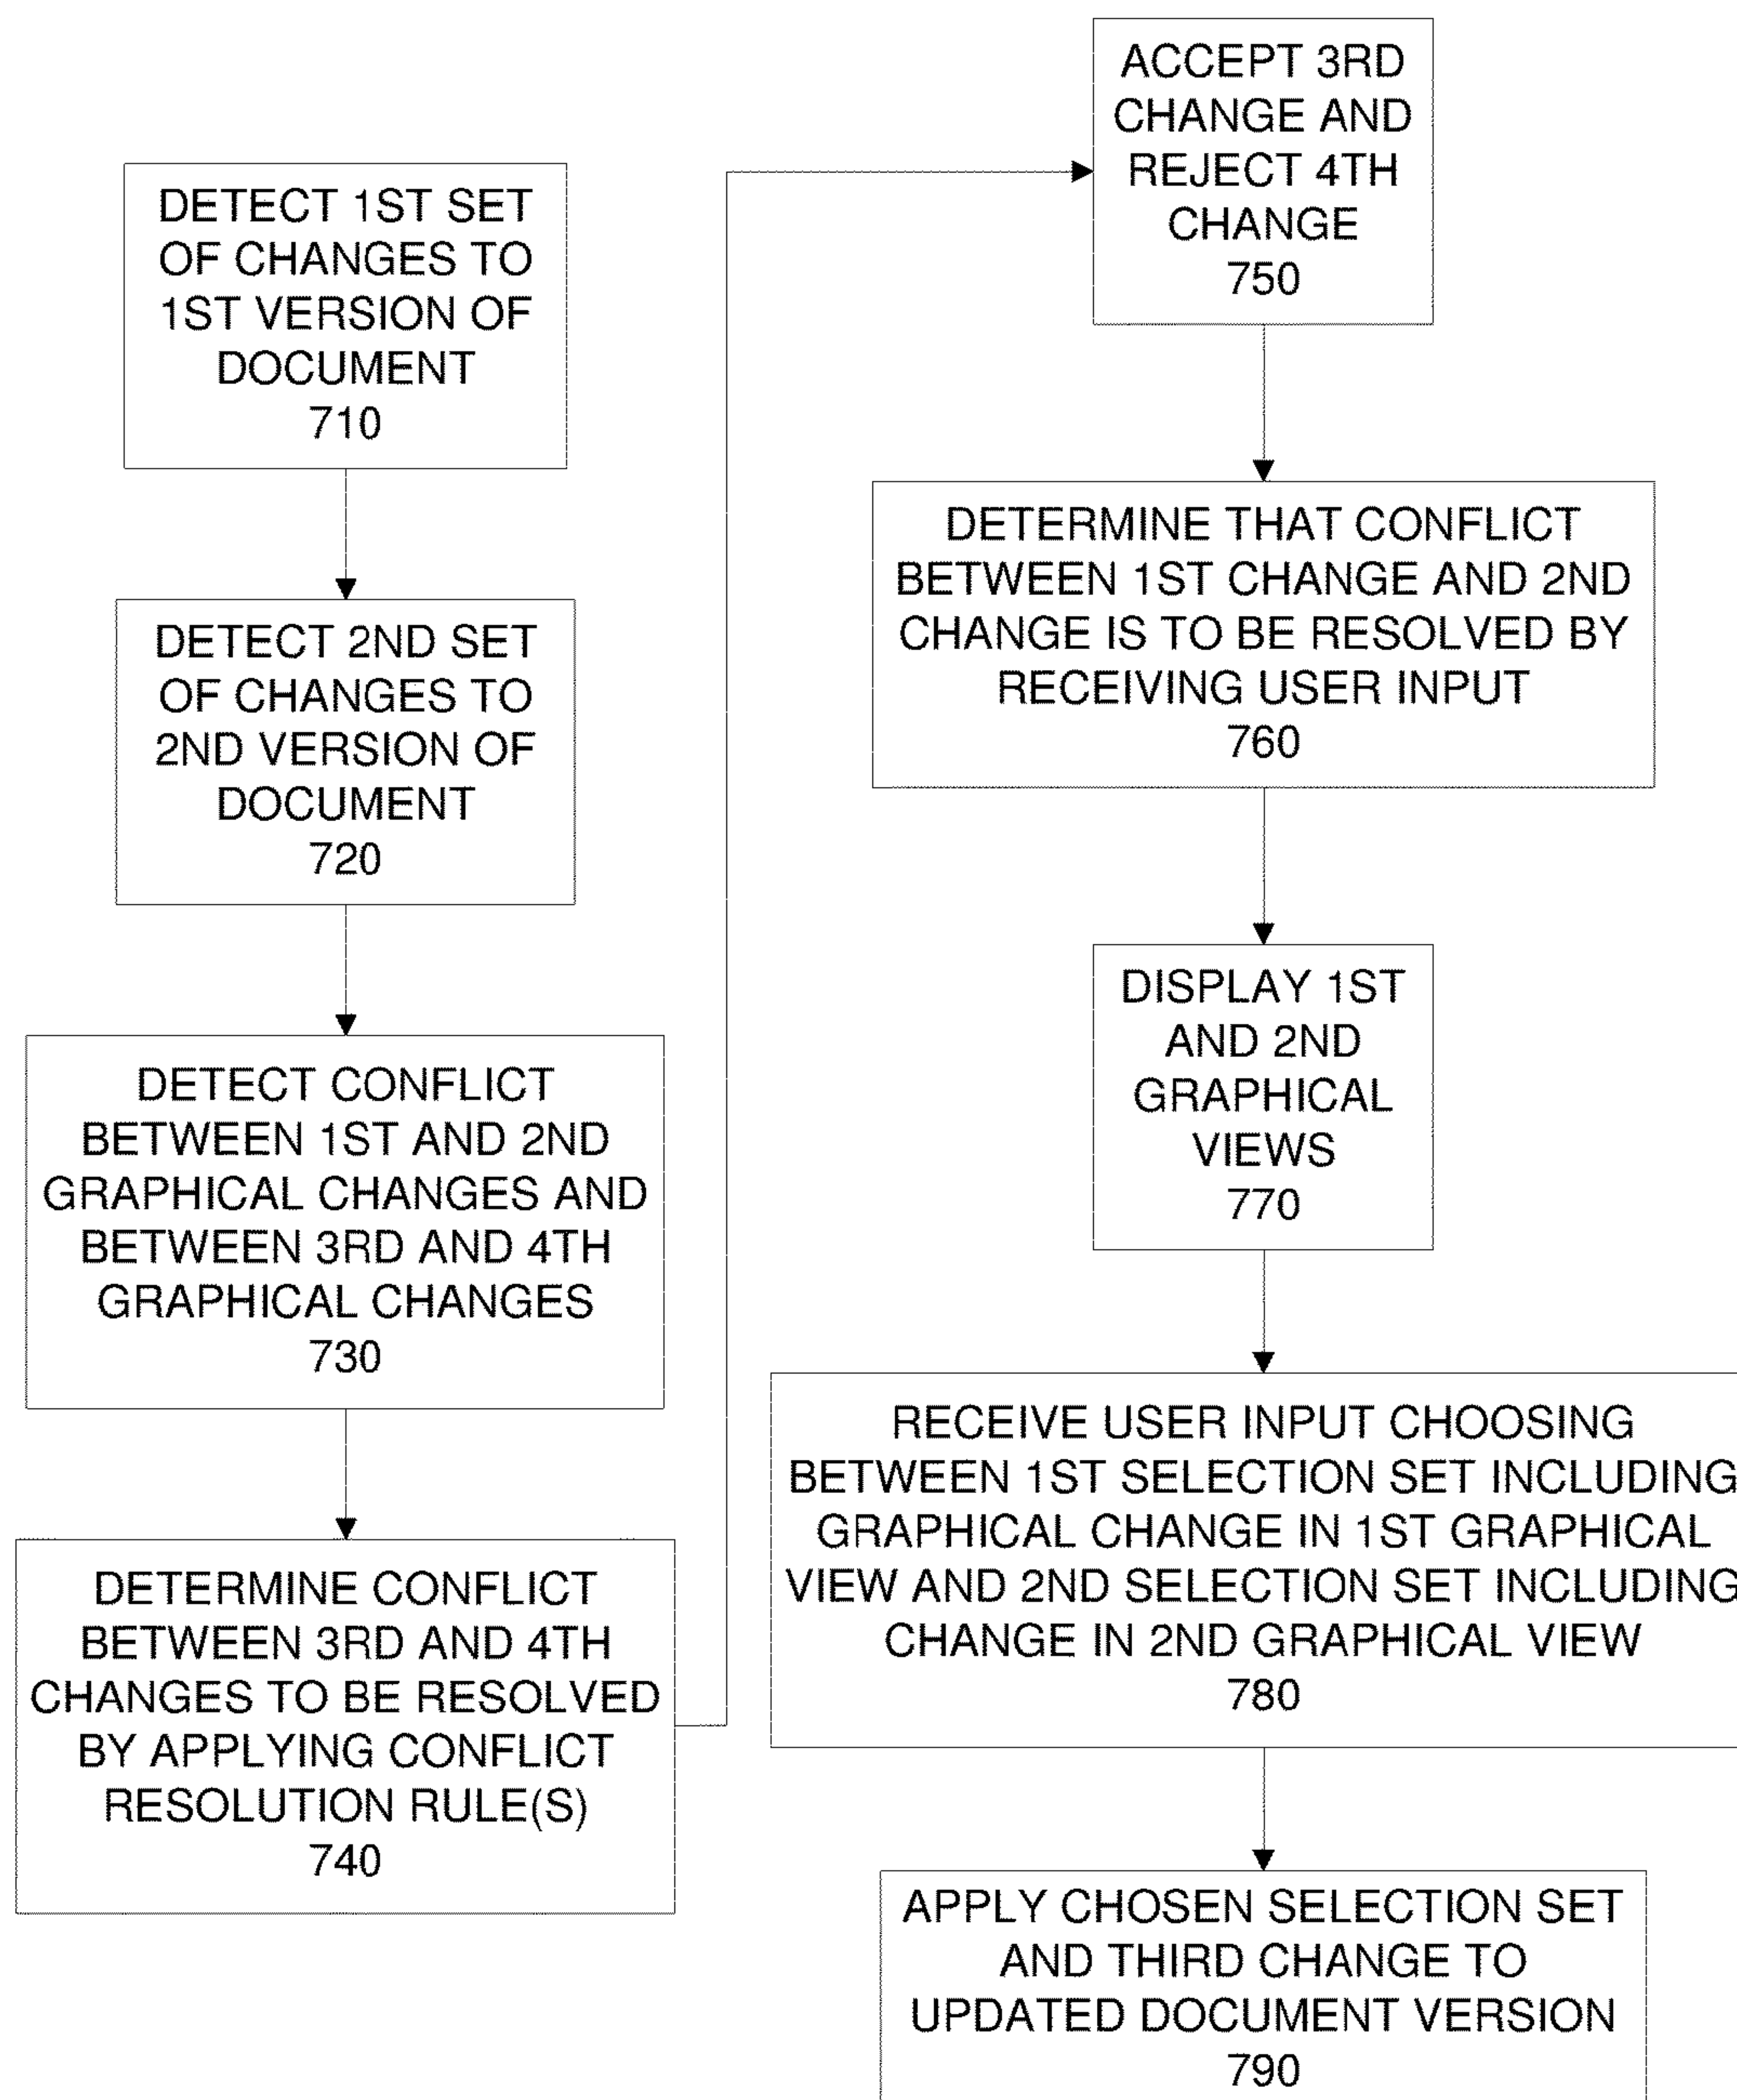 DETECT 1ST SET
OF CHANGES TO
1ST VERSION OF
DOCUMENT
710
DETECT 2ND SET
OF CHANGES TO
2ND VERSION OF
DOCUMENT
720
DETECT CONFLICT
BETWEEN 1ST AND 2ND
GRAPHICAL CHANGES AND
BETWEEN 3RD AND 4TH
GRAPHICAL CHANGES
730
DETERMINE CONFLICT
BETWEEN 3RD AND 4TH
CHANGES TO BE RESOLVED
BY APPLYING CONFLICT
RESOLUTION RULE(S)
740
ACCEPT 3RD
CHANGE AND
REJECT 4TH
CHANGE
750
DETERMINE THAT CONFLICT
BETWEEN 1ST CHANGE AND 2ND
CHANGE IS TO BE RESOLVED BY
RECEIVING USER INPUT
760
DISPLAY 1ST
AND 2ND
GRAPHICAL
VIEWS
770
RECEIVE USER INPUT CHOOSING
BETWEEN 1ST SELECTION SET INCLUDING
GRAPHICAL CHANGE IN 1ST GRAPHICAL
VIEW AND 2ND SELECTION SET INCLUDING
CHANGE IN 2ND GRAPHICAL VIEW
780
APPLY CHOSEN SELECTION SET
AND THIRD CHANGE TO
UPDATED DOCUMENT VERSION
790